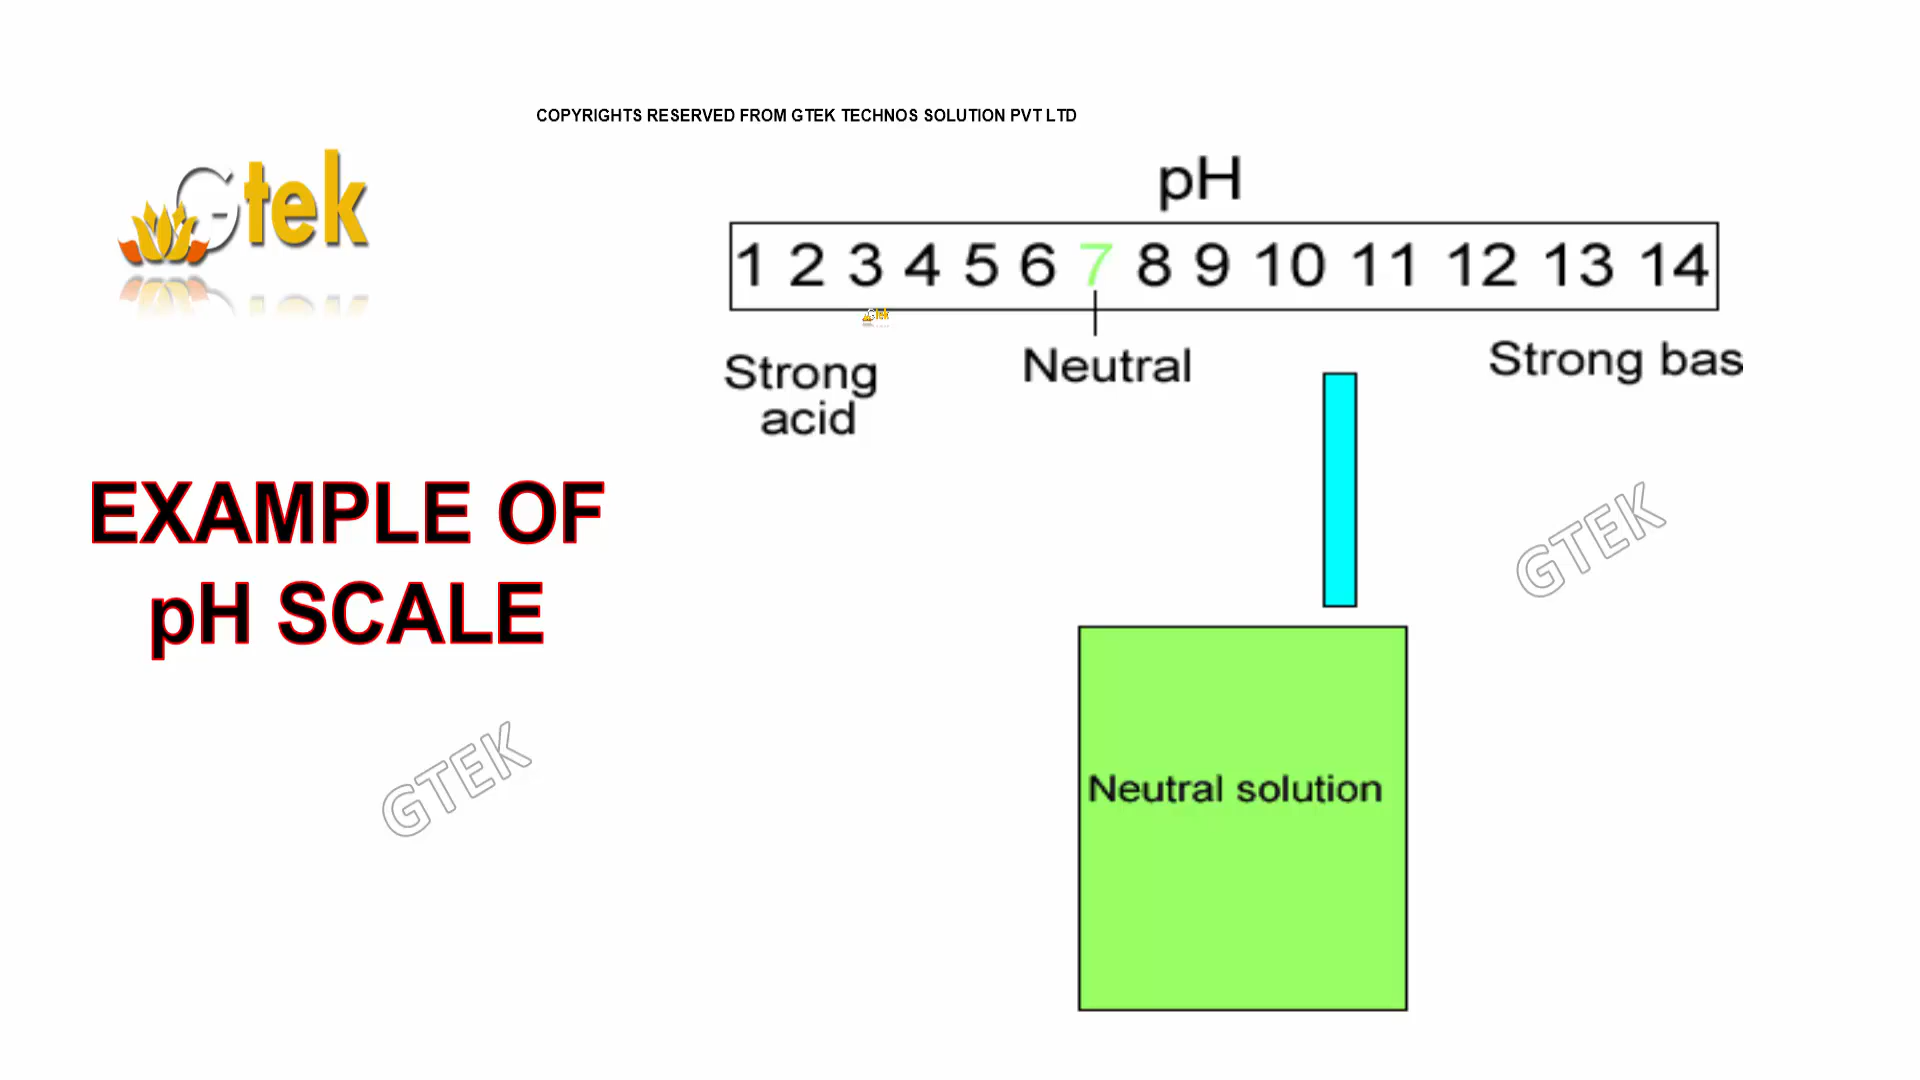 COPYRIGHTS RESERVED FROM GTEK TECHNOS SOLUTION PVT LTD
Gtek
pH
1 2 3 4 5 6 7 8 9 10 11 12 13 14
Gtek
Strong
acid
Neutral
Strong bas
EXAMPLE OF
pH SCALE
GTEK
GTEK
Neutral solution